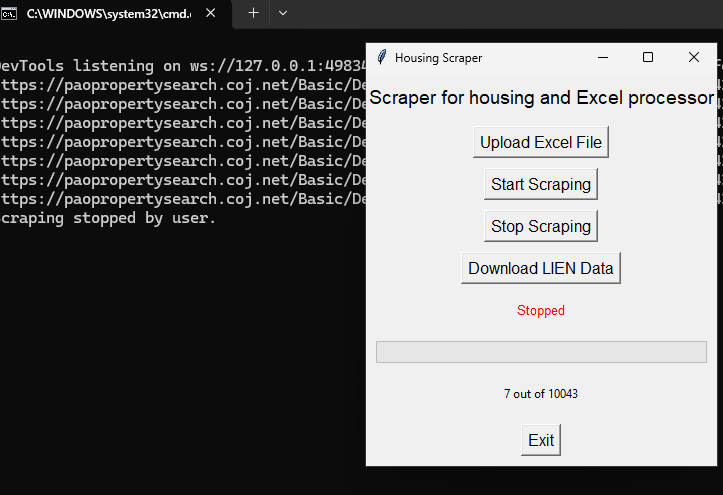 C:\WINDOWS\system32\cmd.
DevTools listening on ws://127.0.0.1:4983
https://paopropertysearch.coj.net/Basic/De
https://paopropertysearch.coj.net/Basic/De
https://paopropertysearch.coj.net/Basic/De
https://paopropertysearch.coj.net/Basic/De
https://paopropertysearch.coj.net/Basic/De
https://paopropertysearch.coj.net/Basic/De
https://paopropertysearch.coj.net/Basic/De
Scraping stopped by user.
Housing Scraper
Scraper for housing and Excel processor
Upload Excel File
Start Scraping
Stop Scraping
Download LIEN Data
Stopped
7 out of 10043
Exit